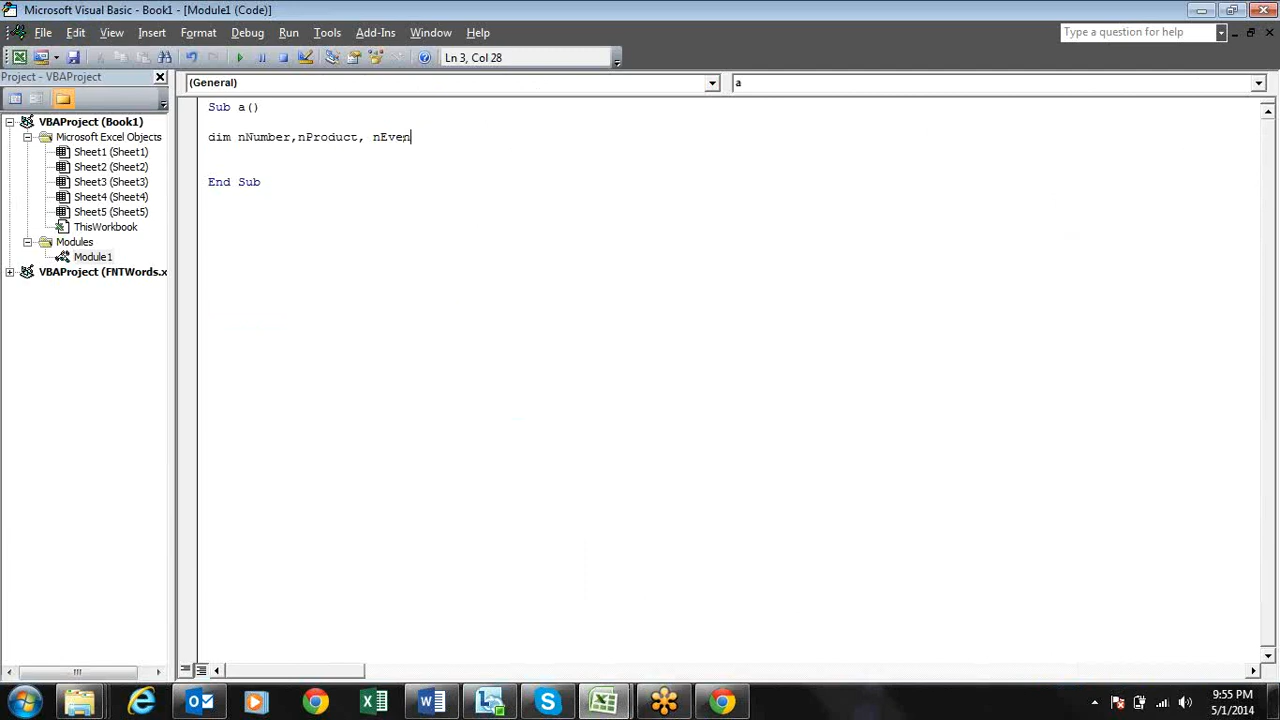 Microsoft Visual Basic - Book1 - [Module1 (Code)]
File Edit View Insert Format Debug Run Tools Add-Ins Window Help
Type a question for help
Ln 3, Col 28
Project - VBAProject
(General)
a
VBAProject (Book1)
Microsoft Excel Objects
Sheet1 (Sheet1)
Sheet2 (Sheet2)
Sheet3 (Sheet3)
Sheet4 (Sheet4)
Sheet5 (Sheet5)
ThisWorkbook
Modules
Module1
VBAProject (FNTWords.x
Sub a()
dim nNumber,nProduct, nEven
End Sub
9:55 PM
5/1/2014